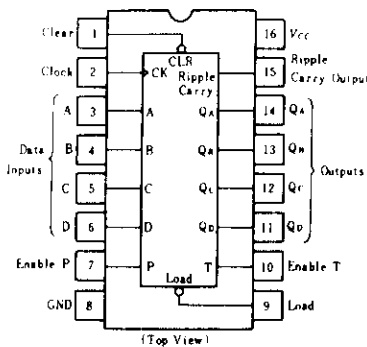 Clear 1 16 Vcc
CLR
Clock 2 CK Ripple Carry 15 Ripple Carry Output
A 3 A QA 14 QA
Data Inputs
B 4 B QB 13 QB
Outputs
C 5 C QC 12 QC
D 6 D QD 11 QD
Enable P 7 P T 10 Enable T
Load
GND 8 9 Load
(Top View)